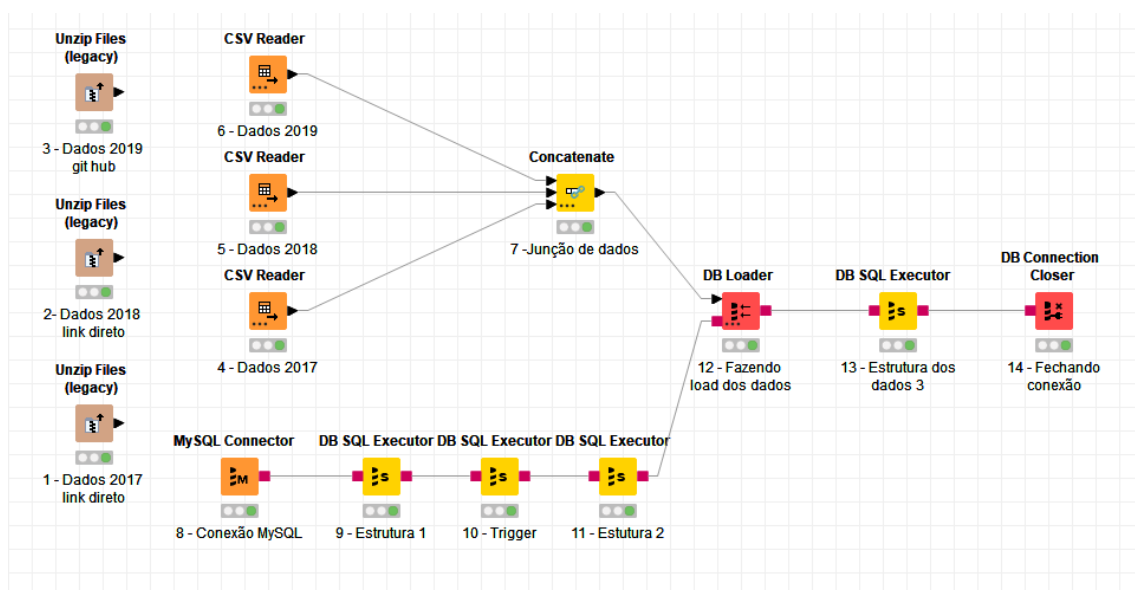 Unzip Files
(legacy)
3 - Dados 2019
git hub
CSV Reader
6 - Dados 2019
Unzip Files
(legacy)
2- Dados 2018
link direto
CSV Reader
5 - Dados 2018
Concatenate
7 -Junção de dados
CSV Reader
4 - Dados 2017
Unzip Files
(legacy)
1 - Dados 2017
link direto
MySQL Connector
M
8 - Conexão MySQL
DB SQL Executor
S
9 - Estrutura 1
DB SQL Executor
S
10 - Trigger
DB SQL Executor
S
11 - Estutura 2
DB Loader
12 - Fazendo
load dos dados
DB SQL Executor
S
13 - Estrutura dos
dados 3
DB Connection
Closer
14 - Fechando
conexão